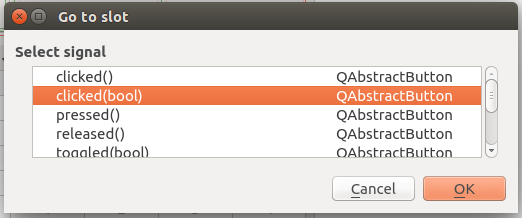 Go to slot
Select signal
clicked() QAbstractButton
clicked(bool) QAbstractButton
pressed() QAbstractButton
released() QAbstractButton
toggled(bool) QAbstractButton
Cancel OK